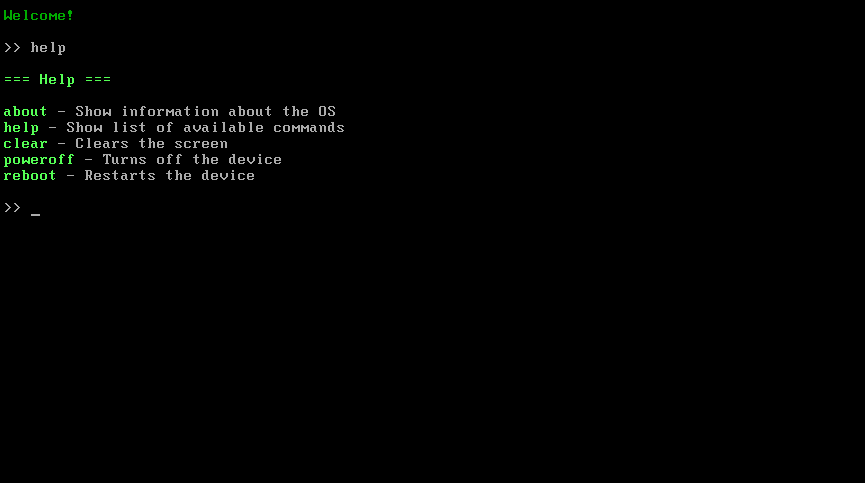 Welcome!
>> help
=== Help ===
about - Show information about the OS
help - Show list of available commands
clear - Clears the screen
poweroff - Turns off the device
reboot - Restarts the device
>> _